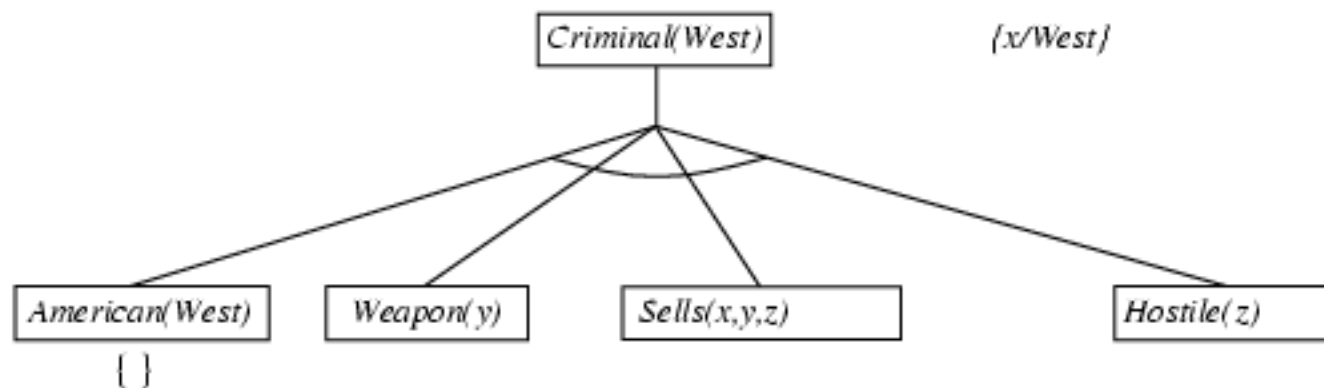 Criminal(West) {x/West}
American(West) Weapon(y) Sells(x,y,z) Hostile(z)
{ }